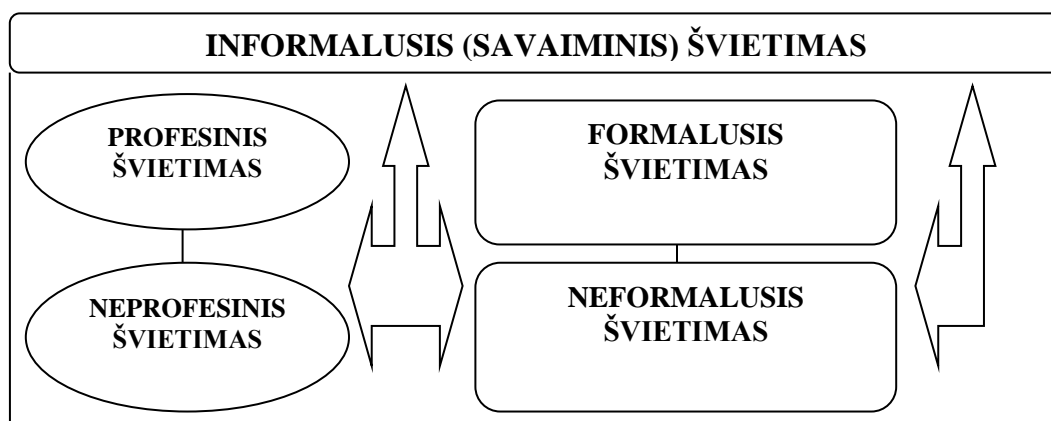 INFORMALUSIS (SAVAIMINIS) ŠVIETIMAS
PROFESINIS
ŠVIETIMAS
FORMALUSIS
ŠVIETIMAS
NEPROFESINIS
ŠVIETIMAS
NEFORMALUSIS
ŠVIETIMAS